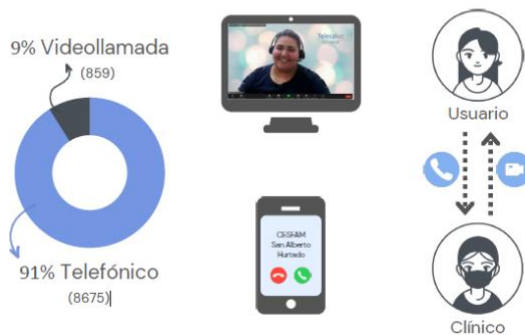 9% Videollamada
(859)
91% Telefónico
(8675)
CESFAM
San Alberto
Hurtado
Usuario
Clínico